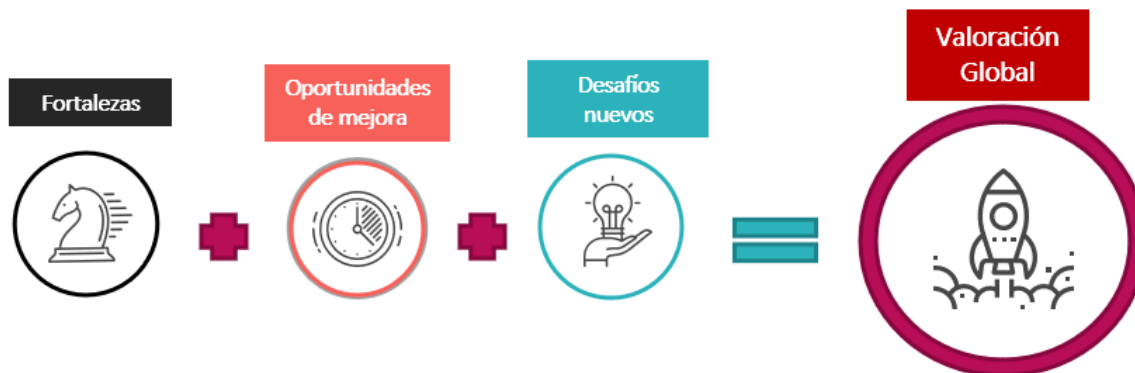 Fortalezas
Oportunidades
de mejora
Desafíos
nuevos
Valoración
Global